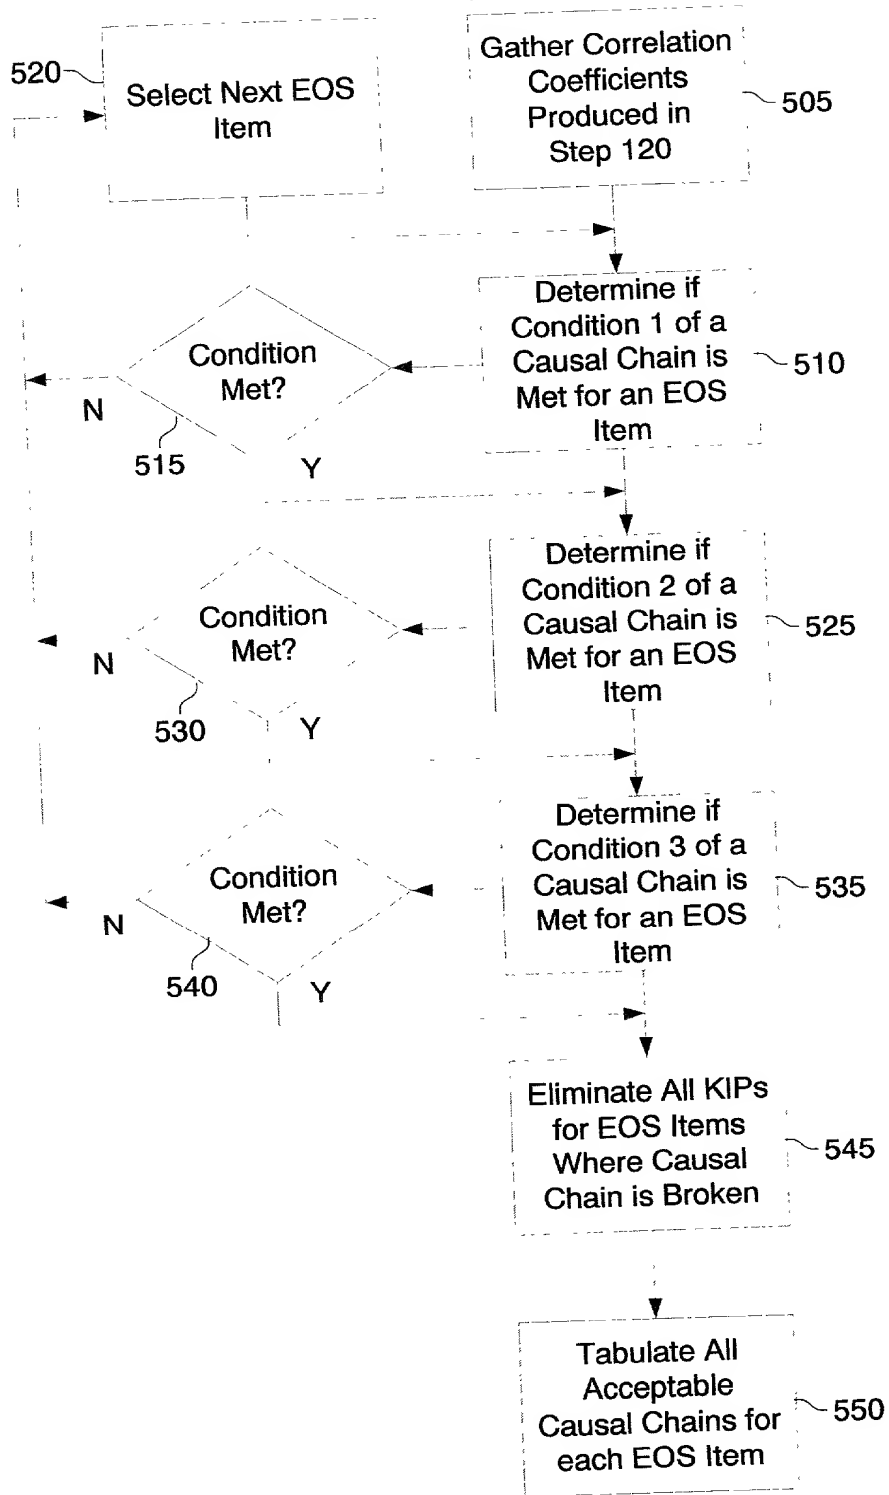 520
Select Next EOS
Item
Gather Correlation
Coefficients
Produced in
Step 120
505
Condition
Met?
N
515
Y
Determine if
Condition 1 of a
Causal Chain is
Met for an EOS
Item
510
Condition
Met?
N
530
Y
Determine if
Condition 2 of a
Causal Chain is
Met for an EOS
Item
525
Condition
Met?
N
540
Y
Determine if
Condition 3 of a
Causal Chain is
Met for an EOS
Item
535
Eliminate All KIPs
for EOS Items
Where Causal
Chain is Broken
545
Tabulate All
Acceptable
Causal Chains for
each EOS Item
550